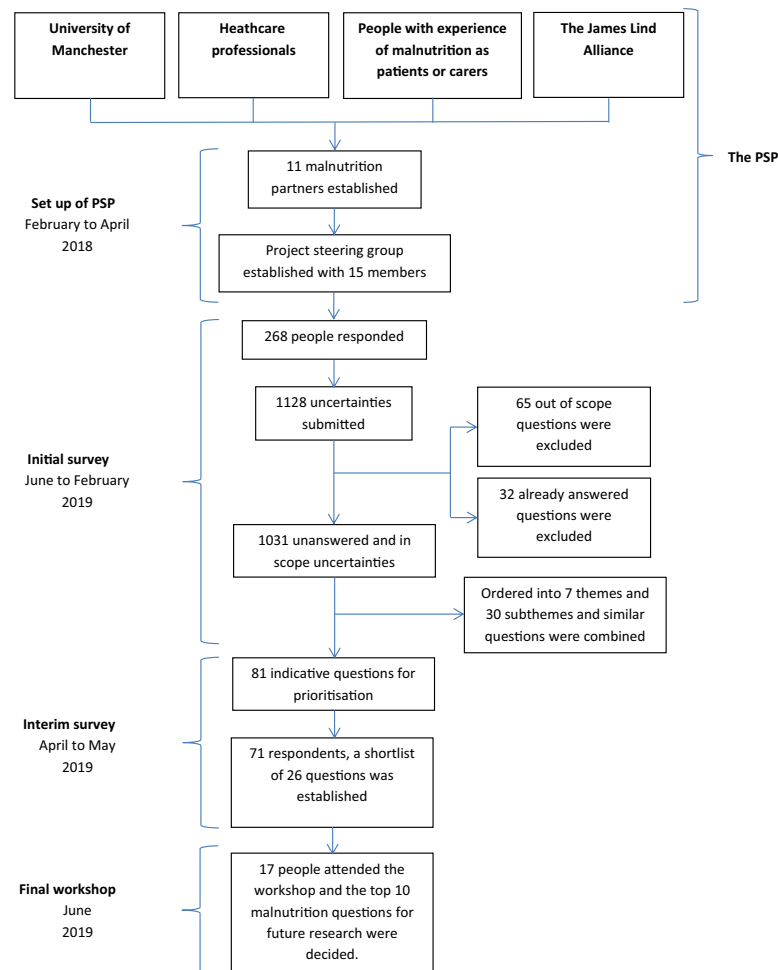 University of
Manchester
Heathcare
professionals
People with experience
of malnutrition as
patients or carers
The James Lind
Alliance
The PSP
11 malnutrition
partners established
Set up of PSP
February to April
2018
Project steering group
established with 15 members
268 people responded
1128 uncertainties
submitted
65 out of scope
questions were
excluded
Initial survey
June to February
2019
32 already answered
questions were
excluded
1031 unanswered and in
scope uncertainties
Ordered into 7 themes and
30 subthemes and similar
questions were combined
81 indicative questions for
prioritisation
Interim survey
April to May
2019
71 respondents, a shortlist
of 26 questions was
established
Final workshop
June
2019
17 people attended the
workshop and the top 10
malnutrition questions for
future research were
decided.